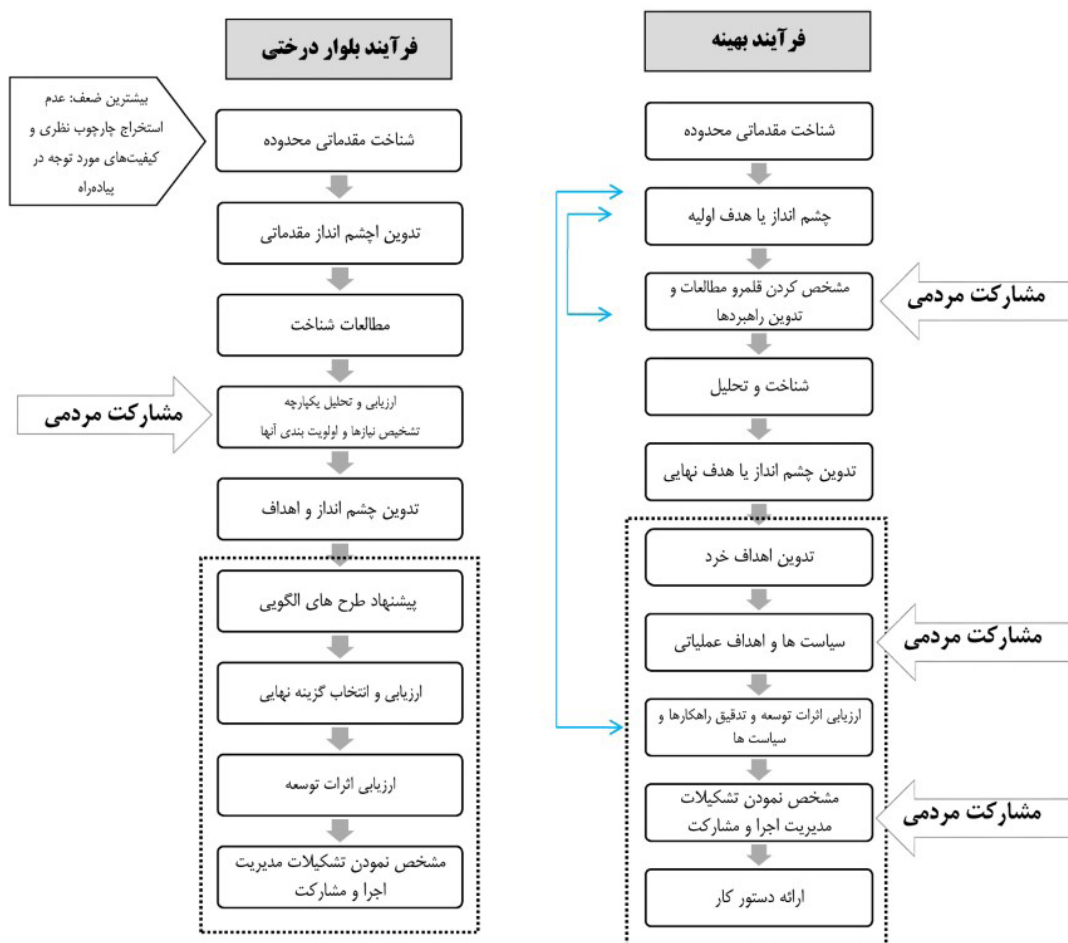 فرآیند بهینه
شناخت مقدماتی محدوده
چشم انداز یا هدف اولیه
مشخص کردن قلمرو مطالعات و
تدوین راهبردها
مشارکت مردمی
شناخت و تحلیل
تدوین چشم انداز یا هدف نهایی
تدوین اهداف خرد
سیاست ها و اهداف عملیاتی
مشارکت مردمی
ارزیابی اثرات توسعه و تدقیق راهکارها و
سیاست ها
مشخص نمودن تشکیلات
مدیریت اجرا و مشارکت
مشارکت مردمی
ارائه دستور کار
فرآیند بلوار درختی
بیشترین ضعف: عدم
استخراج چارچوب نظری و
کیفیت‌های مورد توجه در
پیاده‌راه
شناخت مقدماتی محدوده
تدوین اچشم انداز مقدماتی
مطالعات شناخت
ارزیابی و تحلیل یکپارچه
تشخیص نیازها و اولویت بندی آنها
مشارکت مردمی
تدوین چشم انداز و اهداف
پیشنهاد طرح های الگویی
ارزیابی و انتخاب گزینه نهایی
ارزیابی اثرات توسعه
مشخص نمودن تشکیلات مدیریت
اجرا و مشارکت